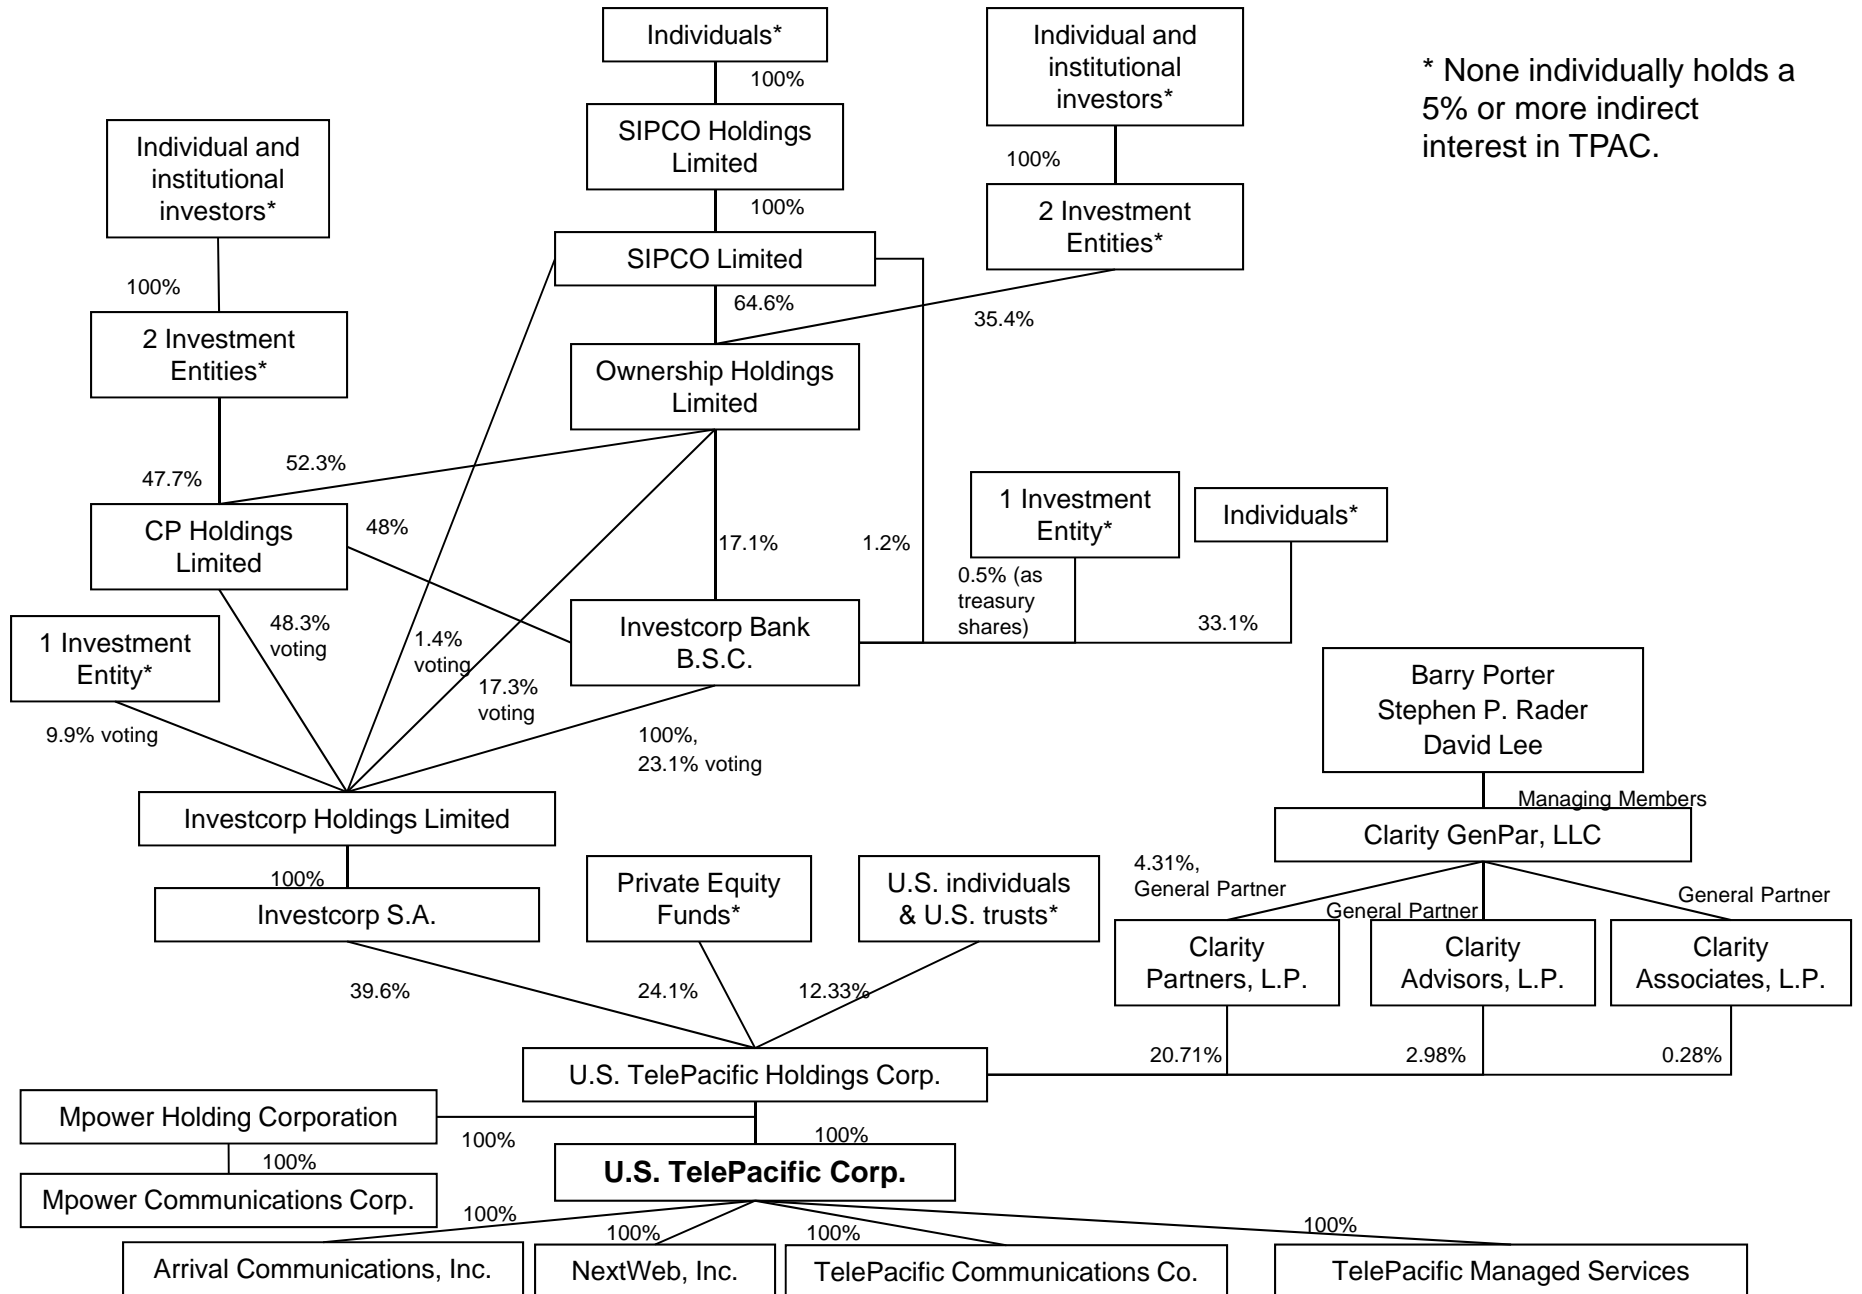 Individuals*
100%
SIPCO Holdings
Limited
100%
SIPCO Limited
Individual and
institutional
investors*
100%
2 Investment
Entities*
* None individually holds a
5% or more indirect
interest in TPAC.
Individual and
institutional
investors*
100%
2 Investment
Entities*
64.6%
35.4%
Ownership Holdings
Limited
47.7%
52.3%
CP Holdings
Limited
48%
17.1%
1.2%
1 Investment
Entity*
Individuals*
0.5% (as
treasury
shares)
33.1%
1 Investment
Entity*
48.3%
voting
1.4%
voting
17.3%
voting
Investcorp Bank
B.S.C.
9.9% voting
100%,
23.1% voting
Barry Porter
Stephen P. Rader
David Lee
Managing Members
Investcorp Holdings Limited
Clarity GenPar, LLC
100%
Investcorp S.A.
Private Equity
Funds*
U.S. individuals
& U.S. trusts*
4.31%,
General Partner
General Partner
General Partner
Clarity
Partners, L.P.
Clarity
Advisors, L.P.
Clarity
Associates, L.P.
39.6%
24.1%
12.33%
20.71%
2.98%
0.28%
U.S. TelePacific Holdings Corp.
Mpower Holding Corporation
100%
100%
100%
U.S. TelePacific Corp.
Mpower Communications Corp.
100%
100%
100%
100%
Arrival Communications, Inc.
NextWeb, Inc.
TelePacific Communications Co.
TelePacific Managed Services